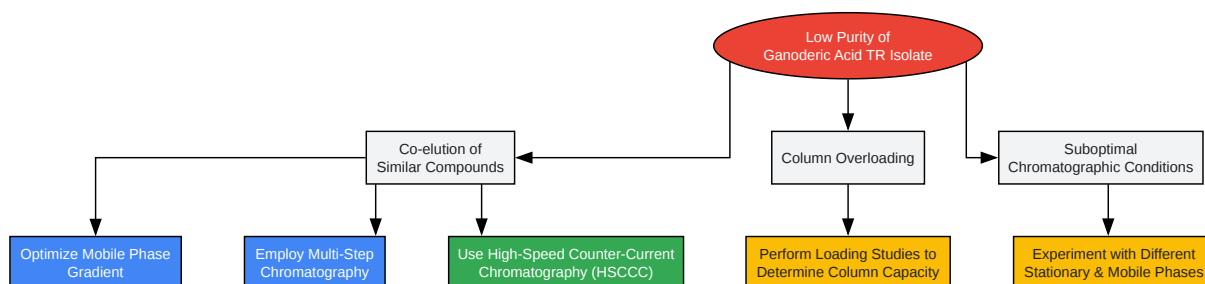 Low Purity of
Ganoderic Acid TR Isolate
Co-elution of
Similar Compounds
Column Overloading
Suboptimal
Chromatographic Conditions
Optimize Mobile Phase
Gradient
Employ Multi-Step
Chromatography
Use High-Speed Counter-Current
Chromatography (HSCCC)
Perform Loading Studies to
Determine Column Capacity
Experiment with Different
Stationary & Mobile Phases